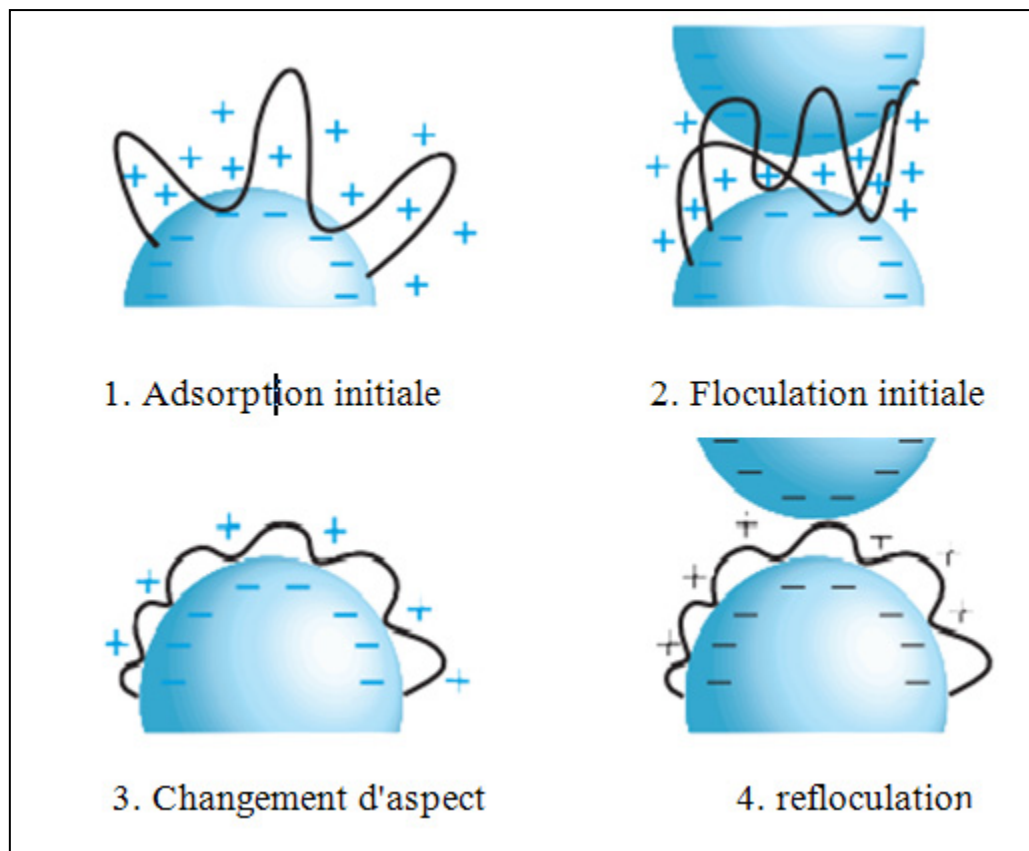 1. Adsorption initiale
2. Floculation initiale
3. Changement d'aspect
4. refloculation